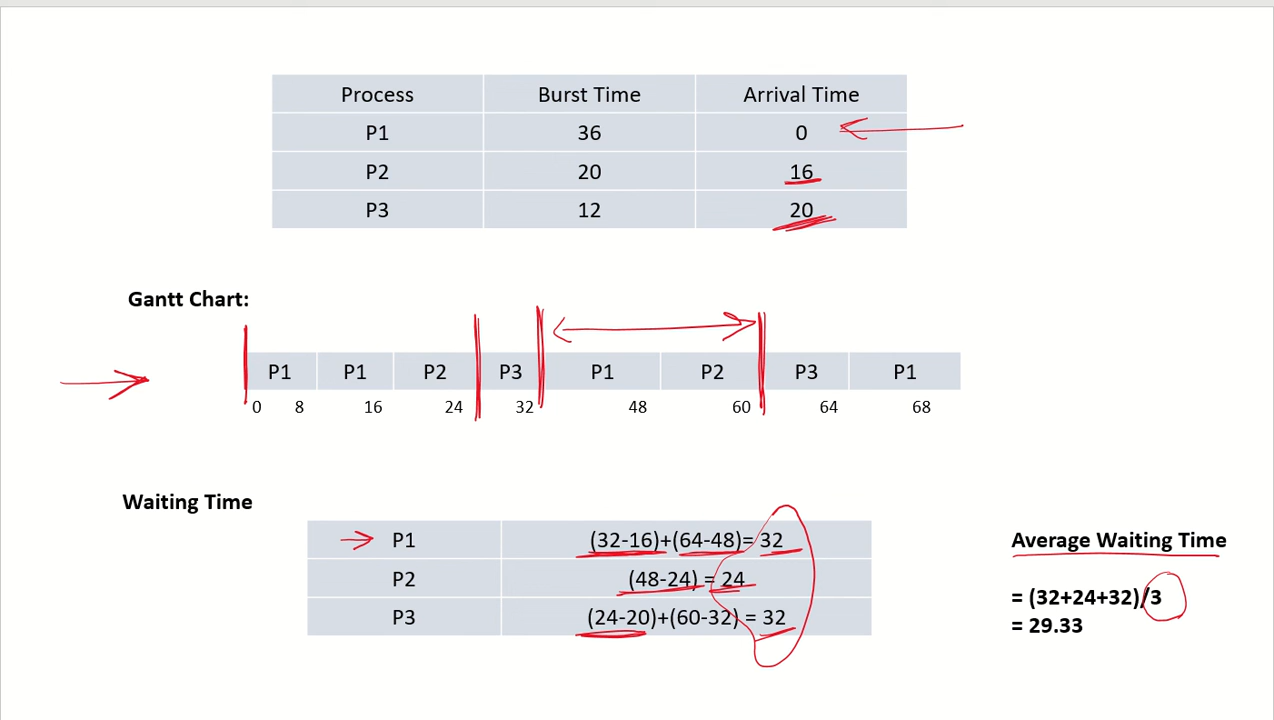 Process Burst Time Arrival Time
P1 36 0
P2 20 16
P3 12 20
Gantt Chart:
P1 P1 P2 P3 P1 P2 P3 P1
0 8 16 24 32 48 60 64 68
Waiting Time
P1 (32-16)+(64-48)= 32
P2 (48-24) = 24
P3 (24-20)+(60-32) = 32
Average Waiting Time
= (32+24+32)/3
= 29.33